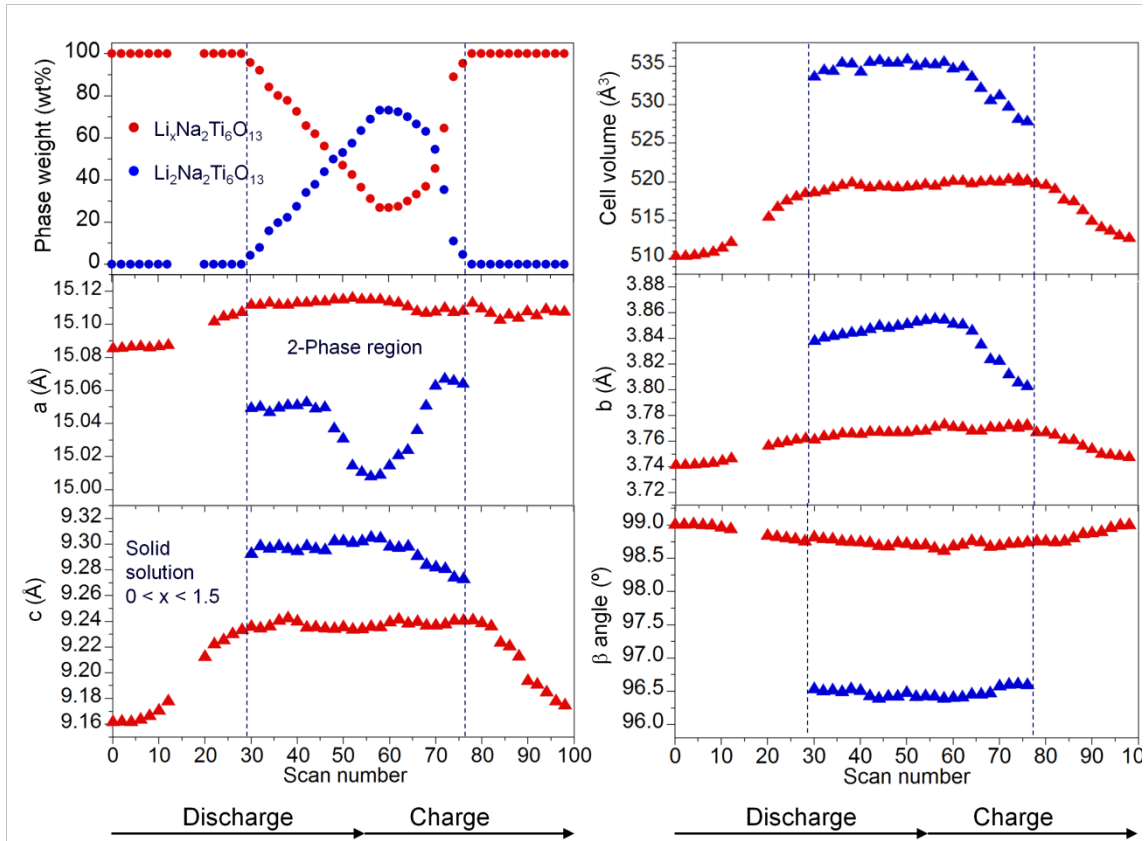 Phase weight (wt%)
100
80
60
40
20
0
LiₓNa₂Ti₆O₁₃
Li₂Na₂Ti₆O₁₃
a (Å)
15.12
15.10
15.06
15.04
15.02
15.00
2-Phase region
c (Å)
9.32
9.30
9.28
9.26
9.24
9.22
9.20
9.18
9.16
Solid
solution
0 < x < 1.5
0 10 20 30 40 50 60 70 80 90 100
Scan number
Discharge Charge
Cell volume (Å³)
535
530
525
520
515
510
b (Å)
3.88
3.86
3.84
3.82
3.80
3.78
3.76
3.74
3.72
β angle (º)
99.0
98.5
98.0
97.5
97.0
96.5
96.0
0 10 20 30 40 50 60 70 80 90 10
Scan number
Discharge Charge